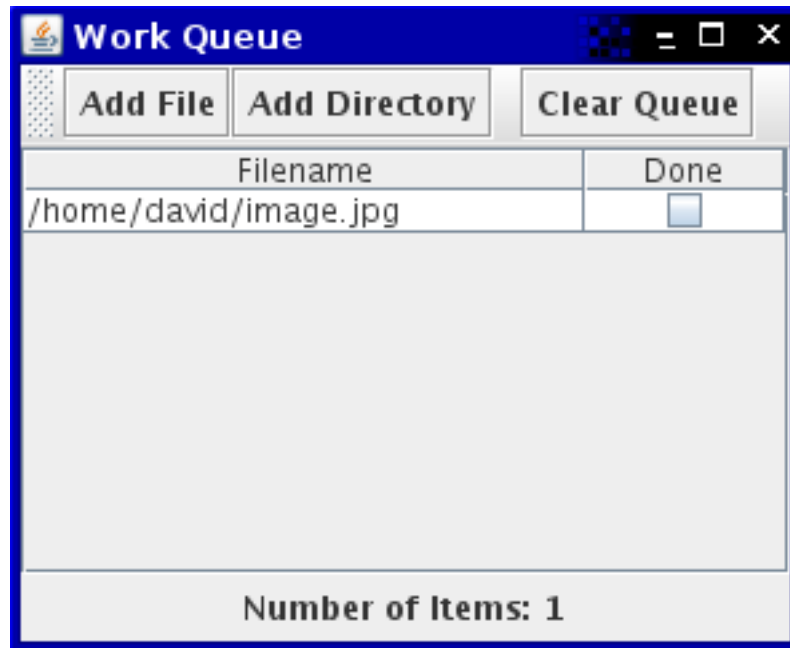 Work Queue
Add File Add Directory Clear Queue
Filename Done
/home/david/image.jpg
Number of Items: 1